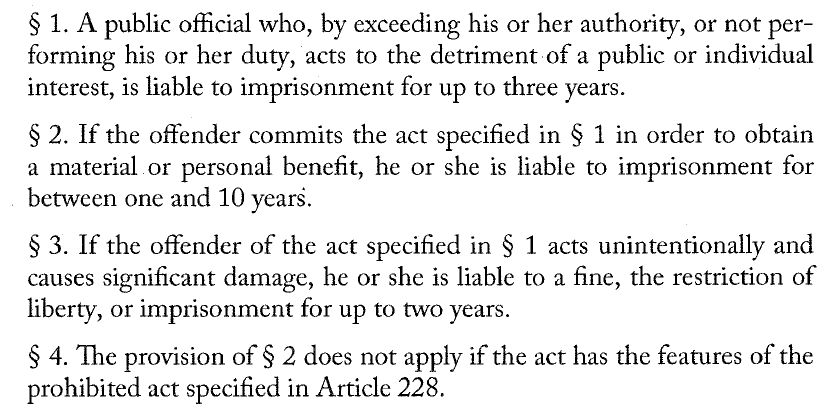 § 1. A public official who, by exceeding his or her authority, or not per-
forming his or her duty, acts to the detriment of a public or individual
interest, is liable to imprisonment for up to three years.
§ 2. If the offender commits the act specified in § 1 in order to obtain
a material or personal benefit, he or she is liable to imprisonment for
between one and 10 years.
§ 3. If the offender of the act specified in § 1 acts unintentionally and
causes significant damage, he or she is liable to a fine, the restriction of
liberty, or imprisonment for up to two years.
§ 4. The provision of § 2 does not apply if the act has the features of the
prohibited act specified in Article 228.